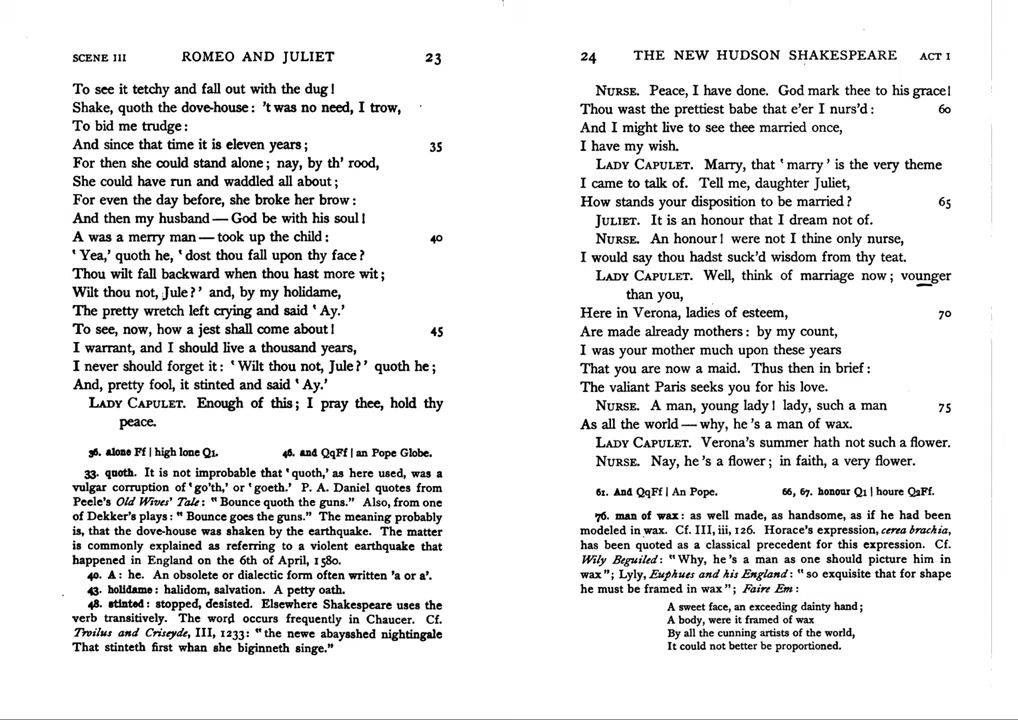 SCENE III ROMEO AND JULIET 23
To see it tetchy and fall out with the dug!
Shake, quoth the dove-house: 't was no need, I trow,
To bid me trudge:
And since that time it is eleven years; 35
For then she could stand alone; nay, by th' rood,
She could have run and waddled all about;
For even the day before, she broke her brow:
And then my husband — God be with his soul!
A was a merry man — took up the child: 40
'Yea,' quoth he, 'dost thou fall upon thy face?
Thou wilt fall backward when thou hast more wit;
Wilt thou not, Jule?' and, by my holidame,
The pretty wretch left crying and said 'Ay.'
To see, now, how a jest shall come about! 45
I warrant, and I should live a thousand years,
I never should forget it: 'Wilt thou not, Jule?' quoth he;
And, pretty fool, it stinted and said 'Ay.'
LADY CAPULET. Enough of this; I pray thee, hold thy
peace.
36. alone Ff | high lone Q1. 46. and QqFf | an Pope Globe.
33. quoth. It is not improbable that 'quoth,' as here used, was a
vulgar corruption of 'go'th,' or 'goeth.' P. A. Daniel quotes from
Peele's Old Wives' Tale: "Bounce quoth the guns." Also, from one
of Dekker's plays: "Bounce goes the guns." The meaning probably
is, that the dove-house was shaken by the earthquake. The matter
is commonly explained as referring to a violent earthquake that
happened in England on the 6th of April, 1580.
40. A: he. An obsolete or dialectic form often written 'a or a'.
43. holidame: halidom, salvation. A petty oath.
48. stinted: stopped, desisted. Elsewhere Shakespeare uses the
verb transitively. The word occurs frequently in Chaucer. Cf.
Troilus and Criseyde, III, 1233: "the newe abaysshed nightingale
That stinteth first whan she biginneth singe."
24 THE NEW HUDSON SHAKESPEARE ACT I
NURSE. Peace, I have done. God mark thee to his grace!
Thou wast the prettiest babe that e'er I nurs'd: 60
And I might live to see thee married once,
I have my wish.
LADY CAPULET. Marry, that 'marry' is the very theme
I came to talk of. Tell me, daughter Juliet,
How stands your disposition to be married? 65
JULIET. It is an honour that I dream not of.
NURSE. An honour! were not I thine only nurse,
I would say thou hadst suck'd wisdom from thy teat.
LADY CAPULET. Well, think of marriage now; younger
than you,
Here in Verona, ladies of esteem, 70
Are made already mothers: by my count,
I was your mother much upon these years
That you are now a maid. Thus then in brief:
The valiant Paris seeks you for his love.
NURSE. A man, young lady! lady, such a man 75
As all the world — why, he 's a man of wax.
LADY CAPULET. Verona's summer hath not such a flower.
NURSE. Nay, he 's a flower; in faith, a very flower.
61. And QqFf | An Pope. 66, 67. honour Q1 | houre Q2Ff.
76. man of wax: as well made, as handsome, as if he had been
modeled in wax. Cf. III, iii, 126. Horace's expression, cerea brachia,
has been quoted as a classical precedent for this expression. Cf.
Wily Beguiled: "Why, he 's a man as one should picture him in
wax"; Lyly, Euphues and his England: "so exquisite that for shape
he must be framed in wax"; Faire Em:
A sweet face, an exceeding dainty hand;
A body, were it framed of wax
By all the cunning artists of the world,
It could not better be proportioned.